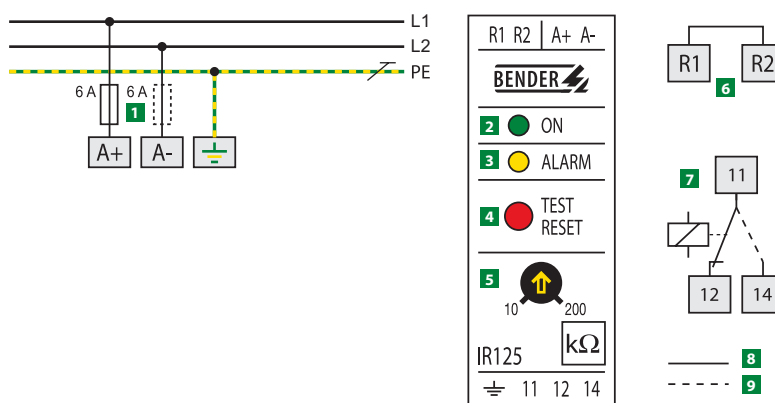 L1
L2
PE
6 A
6 A
1
A+
A-
R1 R2
A+ A-
BENDER
2
ON
3
ALARM
4
TEST
RESET
5
10
200
kΩ
IR125
11 12 14
R1
R2
6
7
11
12
14
8
9